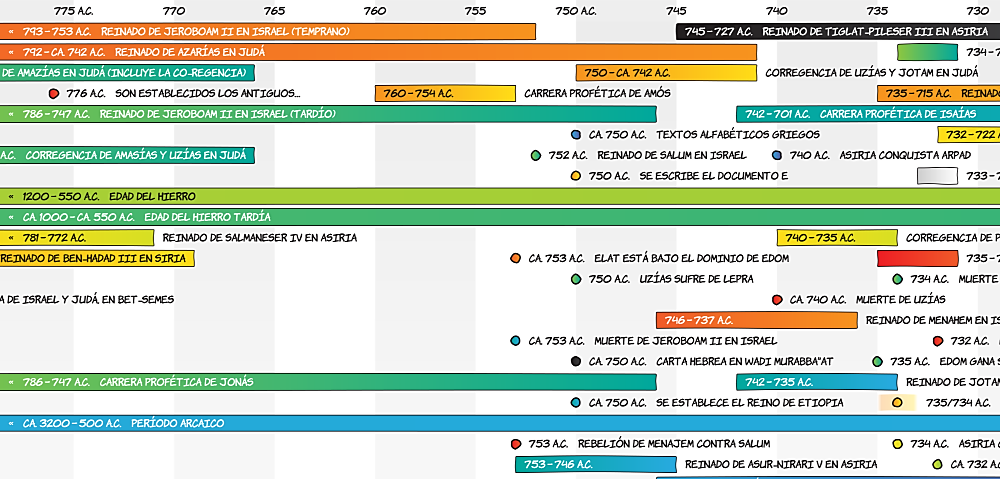 775 A.C. 770 765 760 755 750 A.C. 745 740 735 730
« 793-753 A.C. REINADO DE JEROBOAM II EN ISRAEL (TEMPRANO) 745-727 A.C. REINADO DE TIGLAT-PILESER III EN ASIRIA
« 792-CA. 742 A.C. REINADO DE AZARÍAS EN JUDÁ 734-7
DE AMAZÍAS EN JUDÁ (INCLUYE LA CO-REGENCIA) 750-CA. 742 A.C. CORREGENCIA DE UZÍAS Y JOTAM EN JUDÁ
776 A.C. SON ESTABLECIDOS LOS ANTIGUOS... 760-754 A.C. CARRERA PROFÉTICA DE AMÓS 735-715 A.C. REINADO
« 786-747 A.C. REINADO DE JEROBOAM II EN ISRAEL (TARDÍO) 742-701 A.C. CARRERA PROFÉTICA DE ISAÍAS
CA. 750 A.C. TEXTOS ALFABÉTICOS GRIEGOS 732-722 A
A.C. CORREGENCIA DE AMASÍAS Y UZÍAS EN JUDÁ 752 A.C. REINADO DE SALUM EN ISRAEL 740 A.C. ASIRIA CONQUISTA ARPAD
750 A.C. SE ESCRIBE EL DOCUMENTO E 733-7
« 1200-550 A.C. EDAD DEL HIERRO
« CA. 1000-CA. 550 A.C. EDAD DEL HIERRO TARDÍA
« 781-772 A.C. REINADO DE SALMANESER IV EN ASIRIA 740-735 A.C. CORREGENCIA DE P
REINADO DE BEN-HADAD III EN SIRIA CA. 753 A.C. ELAT ESTÁ BAJO EL DOMINIO DE EDOM 735-7
750 A.C. UZÍAS SUFRE DE LEPRA 734 A.C. MUERTE
A DE ISRAEL Y JUDÁ, EN BET-SEMES CA. 740 A.C. MUERTE DE UZÍAS
746-737 A.C. REINADO DE MENAHEM EN IS
CA. 753 A.C. MUERTE DE JEROBOAM II EN ISRAEL 732 A.C.
CA. 750 A.C. CARTA HEBREA EN WADI MURABBA"AT 735 A.C. EDOM GANA
« 786-747 A.C. CARRERA PROFÉTICA DE JONÁS 742-735 A.C. REINADO DE JOTAM
CA. 750 A.C. SE ESTABLECE EL REINO DE ETIOPIA 735/734 A.C.
« CA. 3200-500 A.C. PERÍODO ARCAICO
753 A.C. REBELIÓN DE MENAJEM CONTRA SALUM 734 A.C. ASIRIA
753-746 A.C. REINADO DE ASUR-NIRARI V EN ASIRIA CA. 732 A.